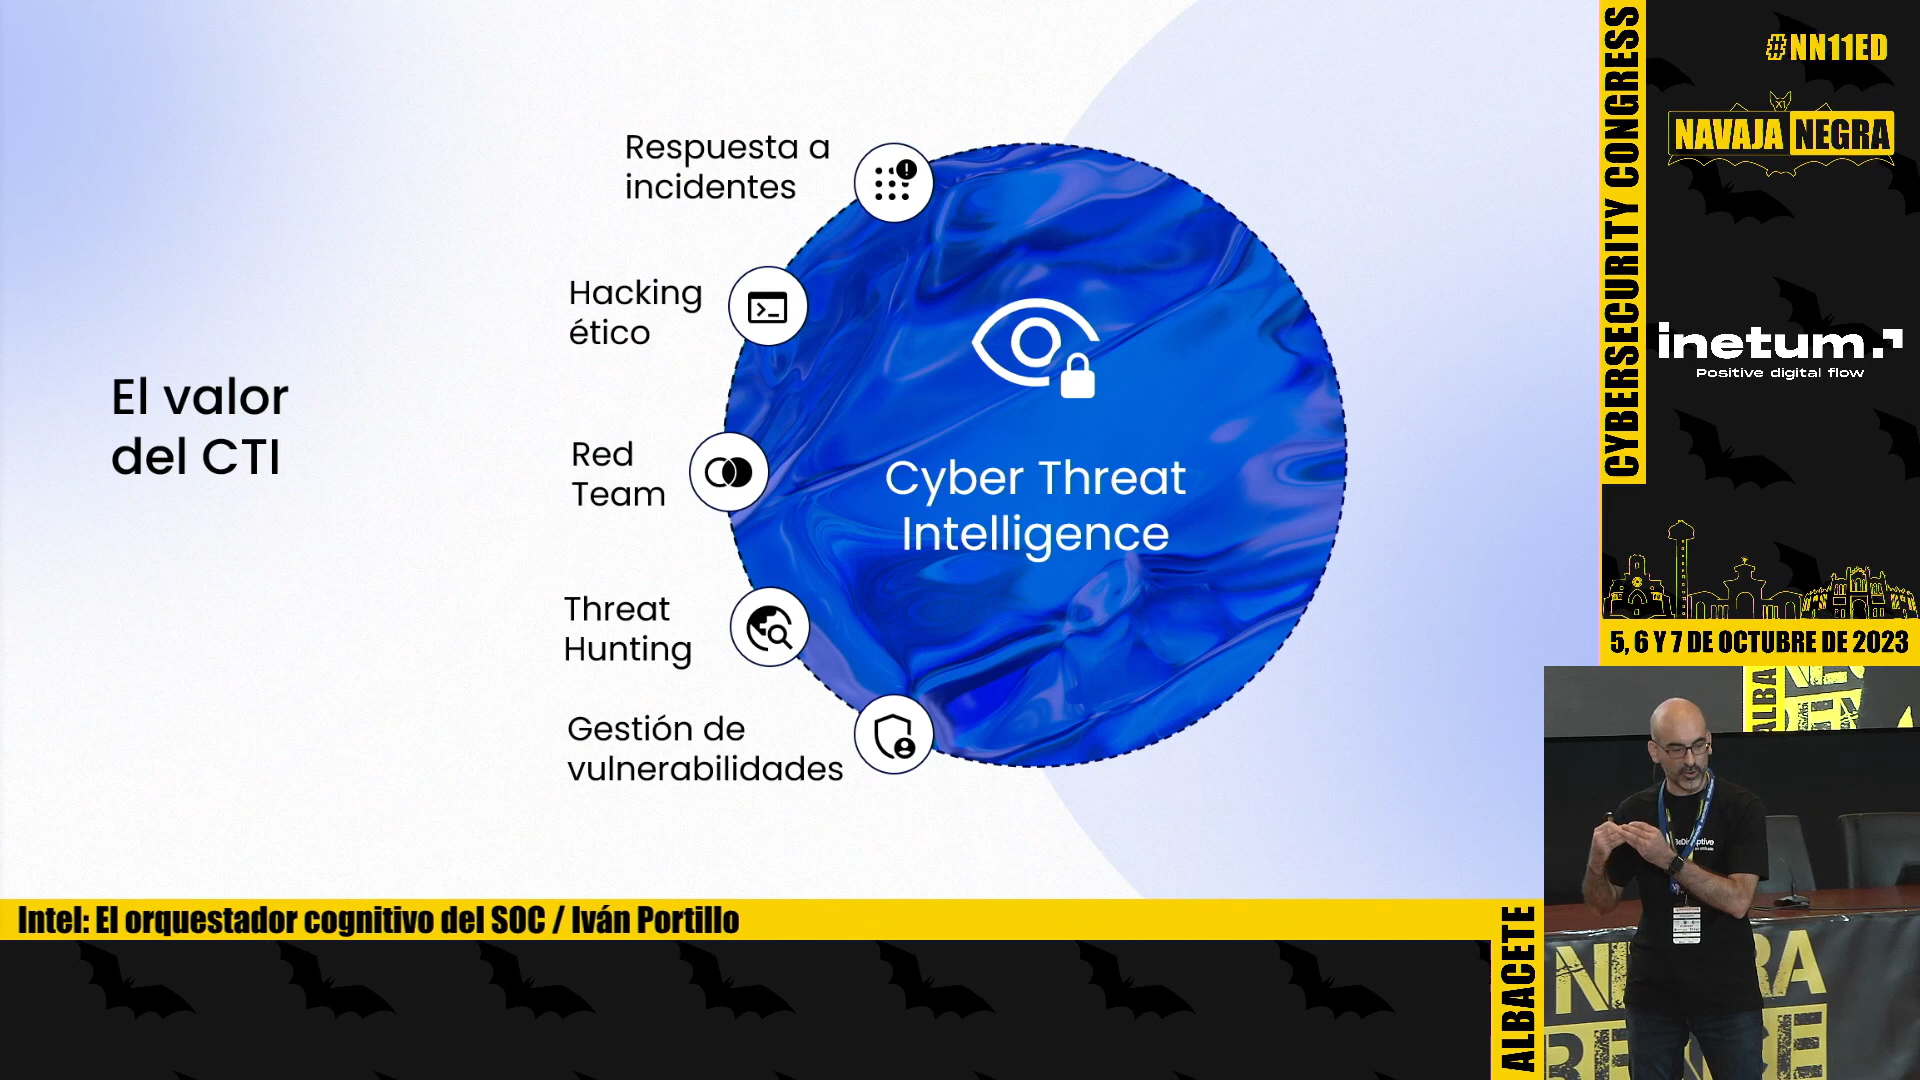 El valor
del CTI
Respuesta a
incidentes
Hacking
ético
Red
Team
Threat
Hunting
Gestión de
vulnerabilidades
Cyber Threat
Intelligence
CYBERSECURITY CONGRESS
#NN11ED
XI
NAVAJA NEGRA
inetum.
Positive digital flow
5, 6 Y 7 DE OCTUBRE DE 2023
Intel: El orquestador cognitivo del SOC / Iván Portillo
ALBACETE
ALBA